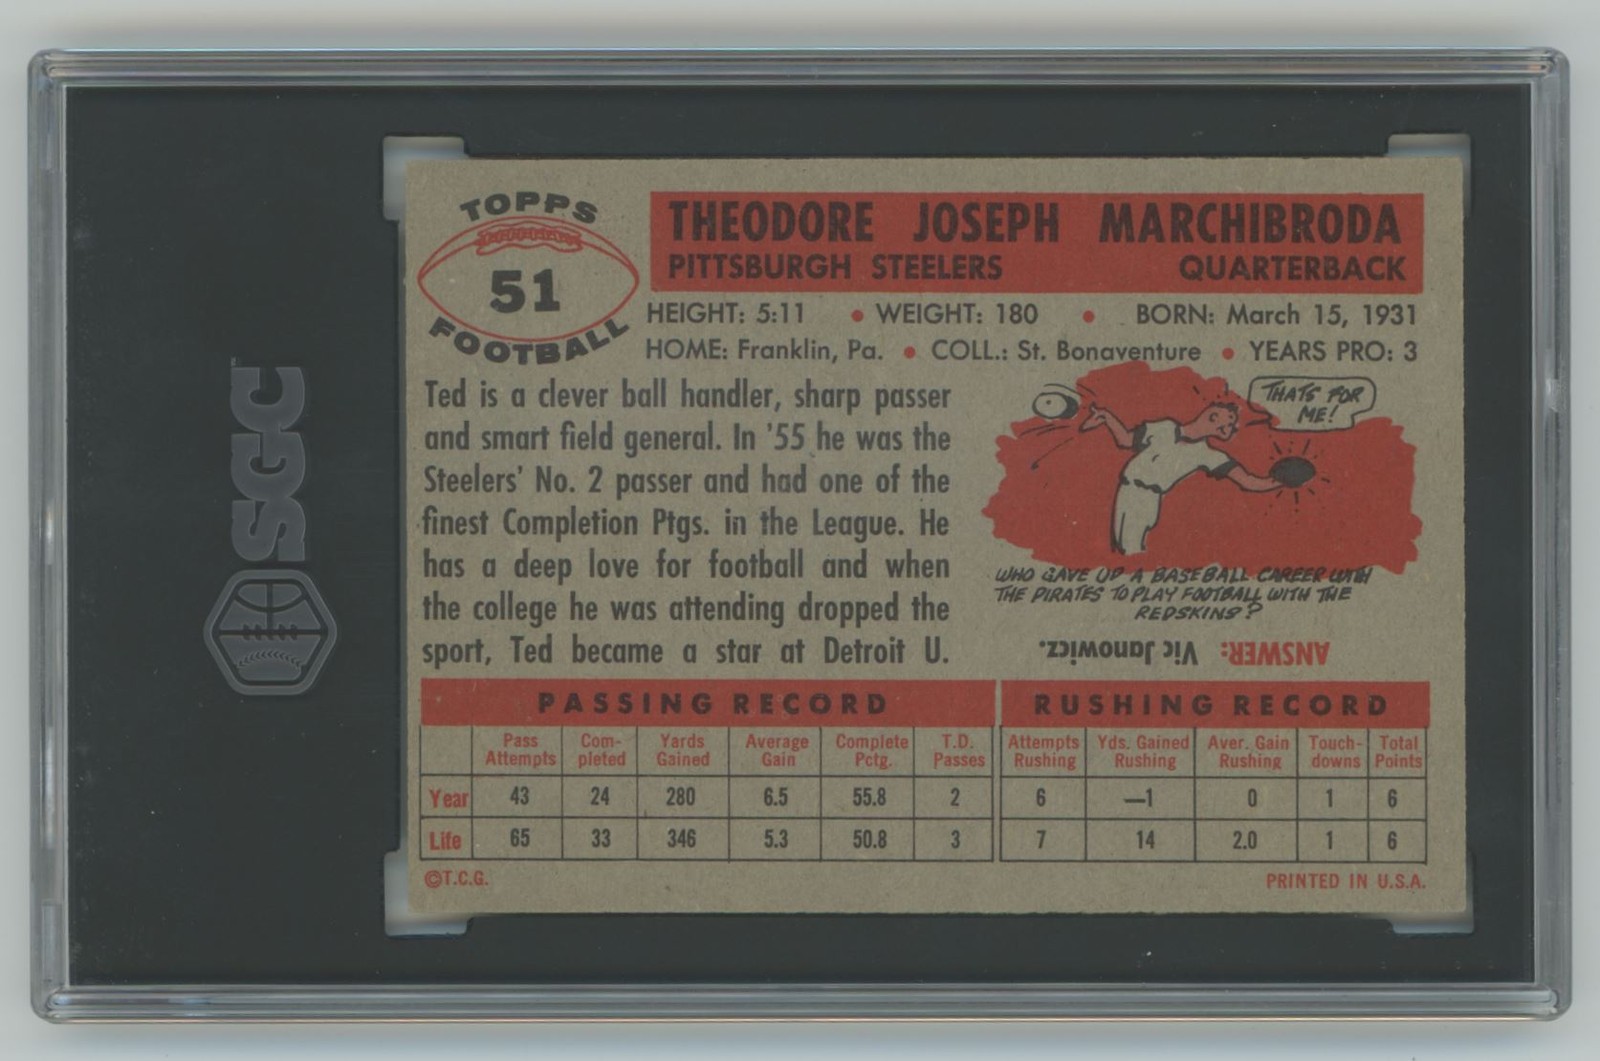 SGC
TOPPS
51
FOOTBALL
THEODORE JOSEPH MARCHIBRODA
PITTSBURGH STEELERS QUARTERBACK
HEIGHT: 5:11 • WEIGHT: 180 • BORN: March 15, 1931
HOME: Franklin, Pa. • COLL.: St. Bonaventure • YEARS PRO: 3
Ted is a clever ball handler, sharp passer
and smart field general. In '55 he was the
Steelers' No. 2 passer and had one of the
finest Completion Ptgs. in the League. He
has a deep love for football and when
the college he was attending dropped the
sport, Ted became a star at Detroit U.
THATS FOR
ME!
WHO GAVE UP A BASEBALL CAREER WITH
THE PIRATES TO PLAY FOOTBALL WITH THE
REDSKINS?
ANSWER: Vic Janowicz.
PASSING RECORD RUSHING RECORD
Pass Com- Yards Average Complete T.D. Attempts Yds. Gained Aver. Gain Touch- Total
Attempts pleted Gained Gain Pctg. Passes Rushing Rushing Rushing downs Points
Year 43 24 280 6.5 55.8 2 6 —1 0 1 6
Life 65 33 346 5.3 50.8 3 7 14 2.0 1 6
©T.C.G. PRINTED IN U.S.A.